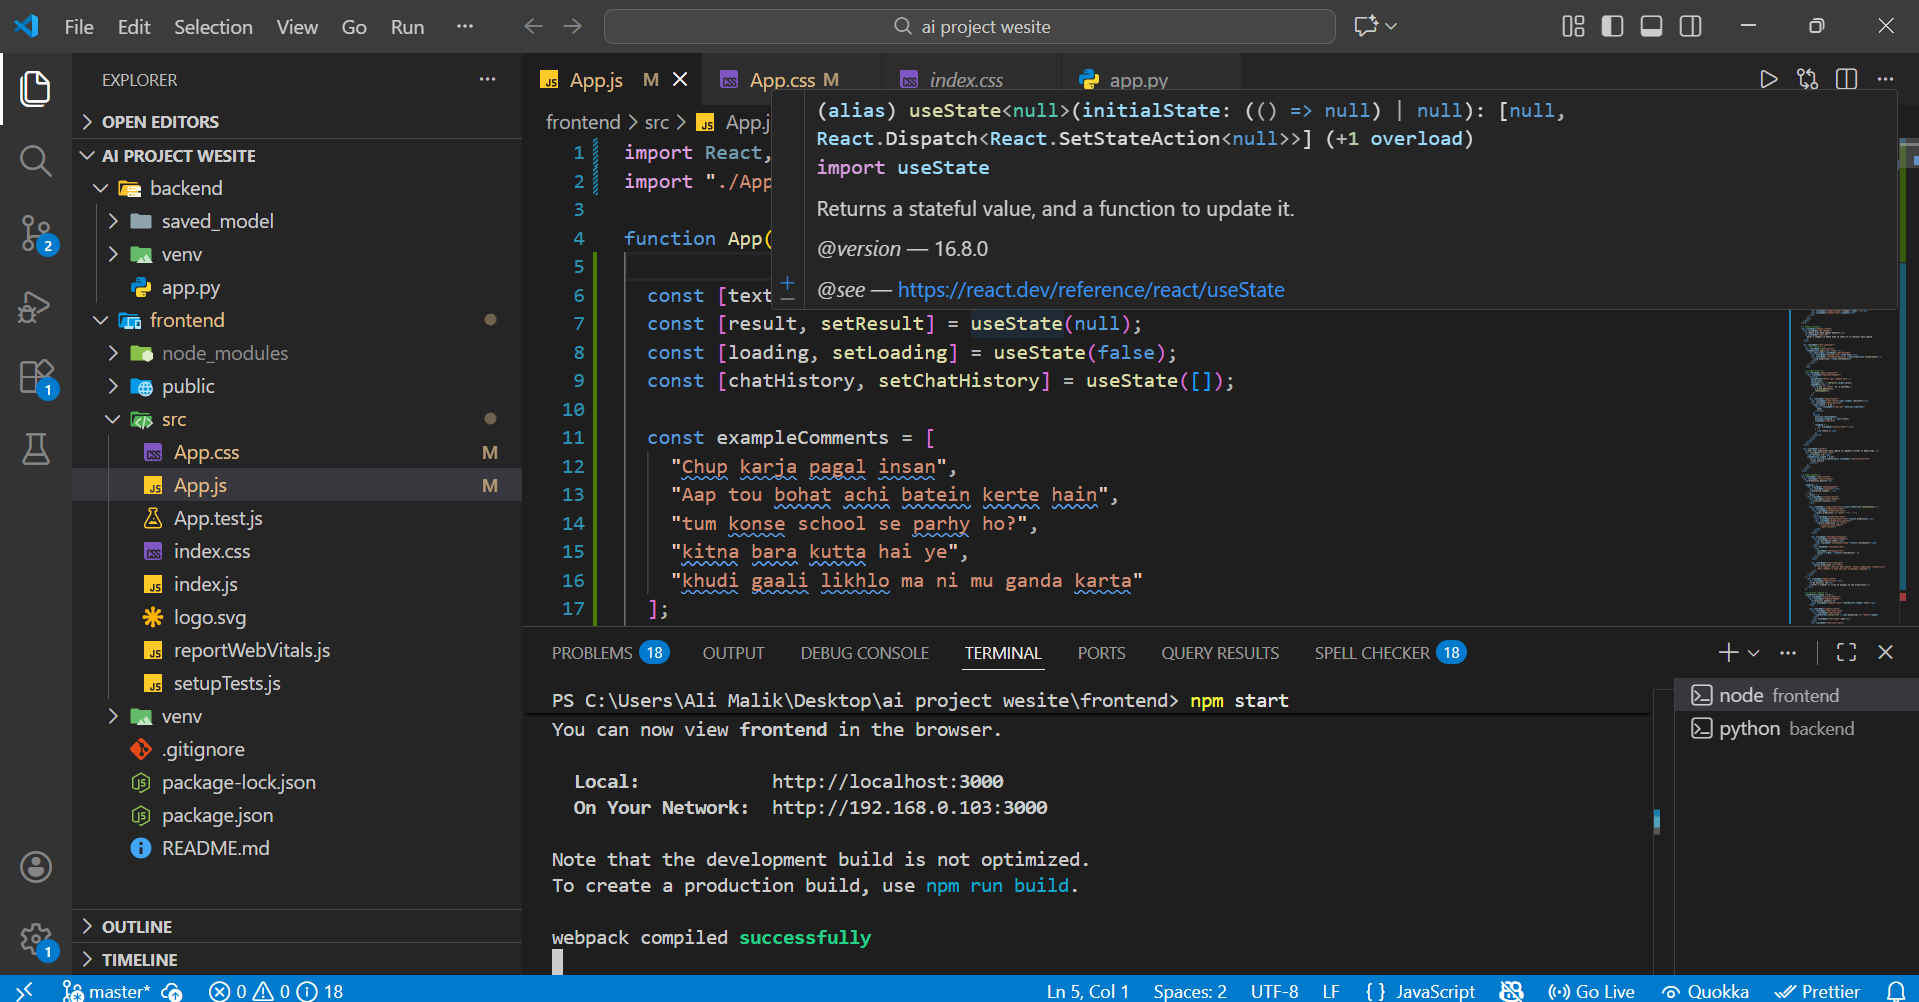 File Edit Selection View Go Run ··· ai project wesite
EXPLORER ···
OPEN EDITORS
AI PROJECT WESITE
backend
saved_model
venv
app.py
frontend
node_modules
public
src
App.css M
App.js M
App.test.js
index.css
index.js
logo.svg
reportWebVitals.js
setupTests.js
venv
.gitignore
package-lock.json
package.json
README.md
OUTLINE
TIMELINE
2
1
1
App.js M App.css M index.css app.py
frontend > src > App.j
(alias) useState<null>(initialState: (() => null) | null): [null,
React.Dispatch<React.SetStateAction<null>>] (+1 overload)
import useState
Returns a stateful value, and a function to update it.
@version — 16.8.0
@see — https://react.dev/reference/react/useState
1 import React,
2 import "./App
3
4 function App(
5
6 const [text
7 const [result, setResult] = useState(null);
8 const [loading, setLoading] = useState(false);
9 const [chatHistory, setChatHistory] = useState([]);
10
11 const exampleComments = [
12 "Chup karja pagal insan",
13 "Aap tou bohat achi batein kerte hain",
14 "tum konse school se parhy ho?",
15 "kitna bara kutta hai ye",
16 "khudi gaali likhlo ma ni mu ganda karta"
17 ];
PROBLEMS 18 OUTPUT DEBUG CONSOLE TERMINAL PORTS QUERY RESULTS SPELL CHECKER 18
PS C:\Users\Ali Malik\Desktop\ai project wesite\frontend> npm start
You can now view frontend in the browser.
Local: http://localhost:3000
On Your Network: http://192.168.0.103:3000
Note that the development build is not optimized.
To create a production build, use npm run build.
webpack compiled successfully
node frontend
python backend
master* 0 0 18 Ln 5, Col 1 Spaces: 2 UTF-8 LF { } JavaScript Go Live Quokka Prettier